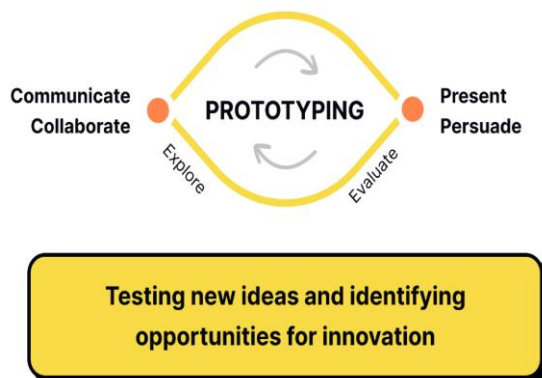 Communicate
Collaborate
PROTOTYPING
Present
Persuade
Explore
Evaluate
Testing new ideas and identifying
opportunities for innovation